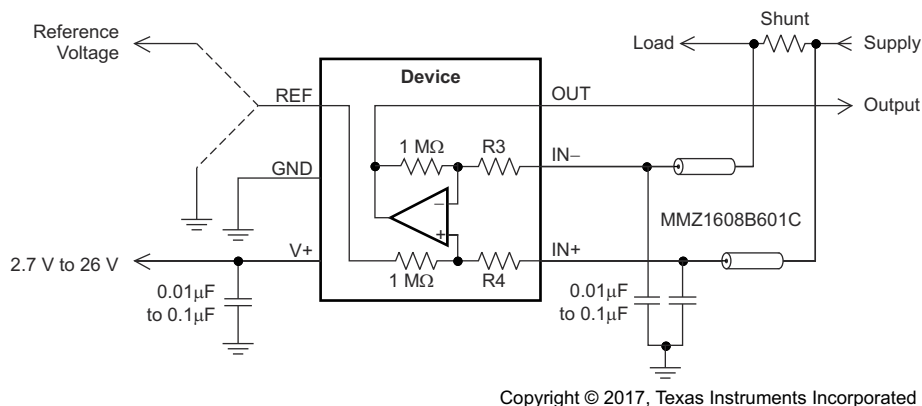 Shunt
Reference
Voltage
Load
Supply
Device
REF
OUT
Output
1 MΩ
R3
IN−
GND
−
MMZ1608B601C
+
V+
IN+
2.7 V to 26 V
1 MΩ
R4
0.01μF
to 0.1μF
0.01μF
to 0.1μF
Copyright © 2017, Texas Instruments Incorporated